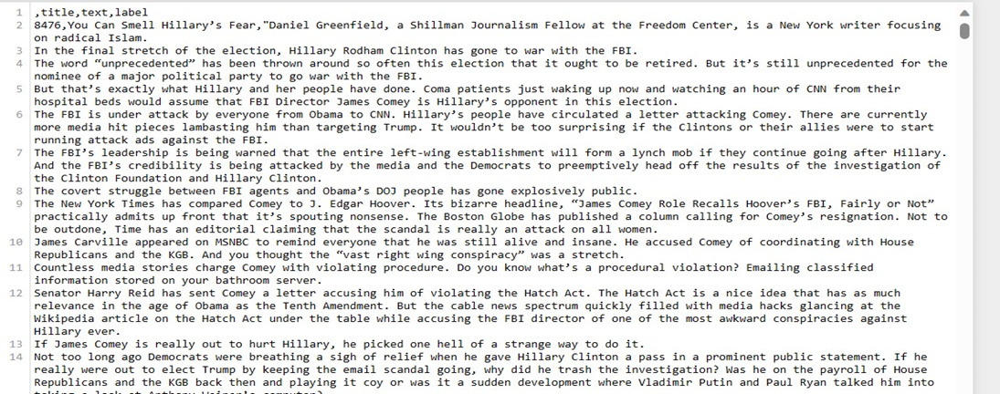 1 ,title,text,label
2 8476,You Can Smell Hillary’s Fear,"Daniel Greenfield, a Shillman Journalism Fellow at the Freedom Center, is a New York writer focusing
on radical Islam.
3 In the final stretch of the election, Hillary Rodham Clinton has gone to war with the FBI.
4 The word “unprecedented” has been thrown around so often this election that it ought to be retired. But it’s still unprecedented for the
nominee of a major political party to go war with the FBI.
5 But that’s exactly what Hillary and her people have done. Coma patients just waking up now and watching an hour of CNN from their
hospital beds would assume that FBI Director James Comey is Hillary’s opponent in this election.
6 The FBI is under attack by everyone from Obama to CNN. Hillary’s people have circulated a letter attacking Comey. There are currently
more media hit pieces lambasting him than targeting Trump. It wouldn’t be too surprising if the Clintons or their allies were to start
running attack ads against the FBI.
7 The FBI’s leadership is being warned that the entire left-wing establishment will form a lynch mob if they continue going after Hillary.
And the FBI’s credibility is being attacked by the media and the Democrats to preemptively head off the results of the investigation of
the Clinton Foundation and Hillary Clinton.
8 The covert struggle between FBI agents and Obama’s DOJ people has gone explosively public.
9 The New York Times has compared Comey to J. Edgar Hoover. Its bizarre headline, “James Comey Role Recalls Hoover’s FBI, Fairly or Not”
practically admits up front that it’s spouting nonsense. The Boston Globe has published a column calling for Comey’s resignation. Not to
be outdone, Time has an editorial claiming that the scandal is really an attack on all women.
10 James Carville appeared on MSNBC to remind everyone that he was still alive and insane. He accused Comey of coordinating with House
Republicans and the KGB. And you thought the “vast right wing conspiracy” was a stretch.
11 Countless media stories charge Comey with violating procedure. Do you know what’s a procedural violation? Emailing classified
information stored on your bathroom server.
12 Senator Harry Reid has sent Comey a letter accusing him of violating the Hatch Act. The Hatch Act is a nice idea that has as much
relevance in the age of Obama as the Tenth Amendment. But the cable news spectrum quickly filled with media hacks glancing at the
Wikipedia article on the Hatch Act under the table while accusing the FBI director of one of the most awkward conspiracies against
Hillary ever.
13 If James Comey is really out to hurt Hillary, he picked one hell of a strange way to do it.
14 Not too long ago Democrats were breathing a sigh of relief when he gave Hillary Clinton a pass in a prominent public statement. If he
really were out to elect Trump by keeping the email scandal going, why did he trash the investigation? Was he on the payroll of House
Republicans and the KGB back then and playing it coy or was it a sudden development where Vladimir Putin and Paul Ryan talked him into
taking a look at Anthony Weiner’s computer?